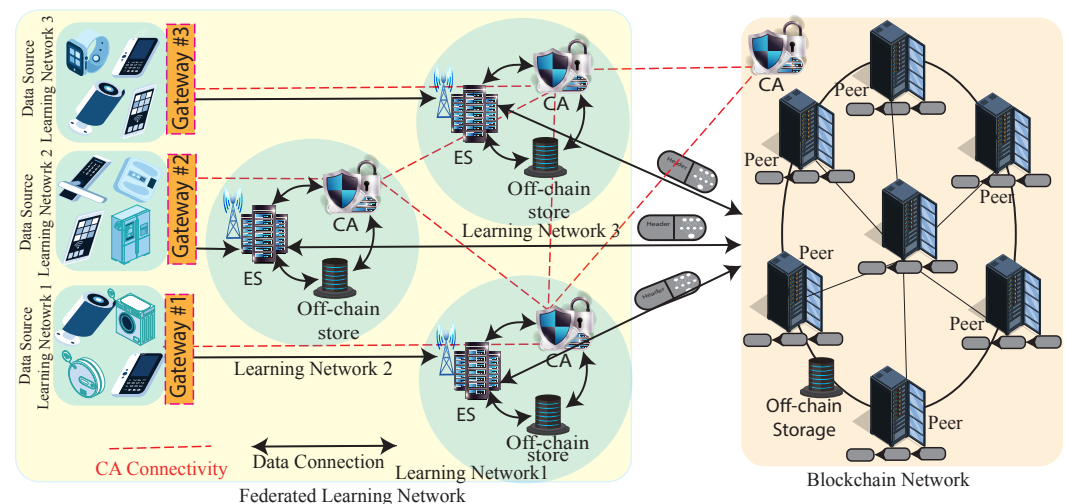 Data Source
Learning Network 3
Gateway #3
Data Source
Learning Netowrk 2
Gateway #2
Data Source
Learning Netowrk 1
Gateway #1
CA
ES
Off-chain
store
Learning Network 3
CA
ES
Off-chain
store
Learning Network 2
CA
ES
Off-chain
store
Learning Network1
CA Connectivity
Data Connection
Federated Learning Network
Header
Header
Header
CA
Peer
Peer
Peer
Peer
Peer
Peer
Off-chain
Storage
Blockchain Network